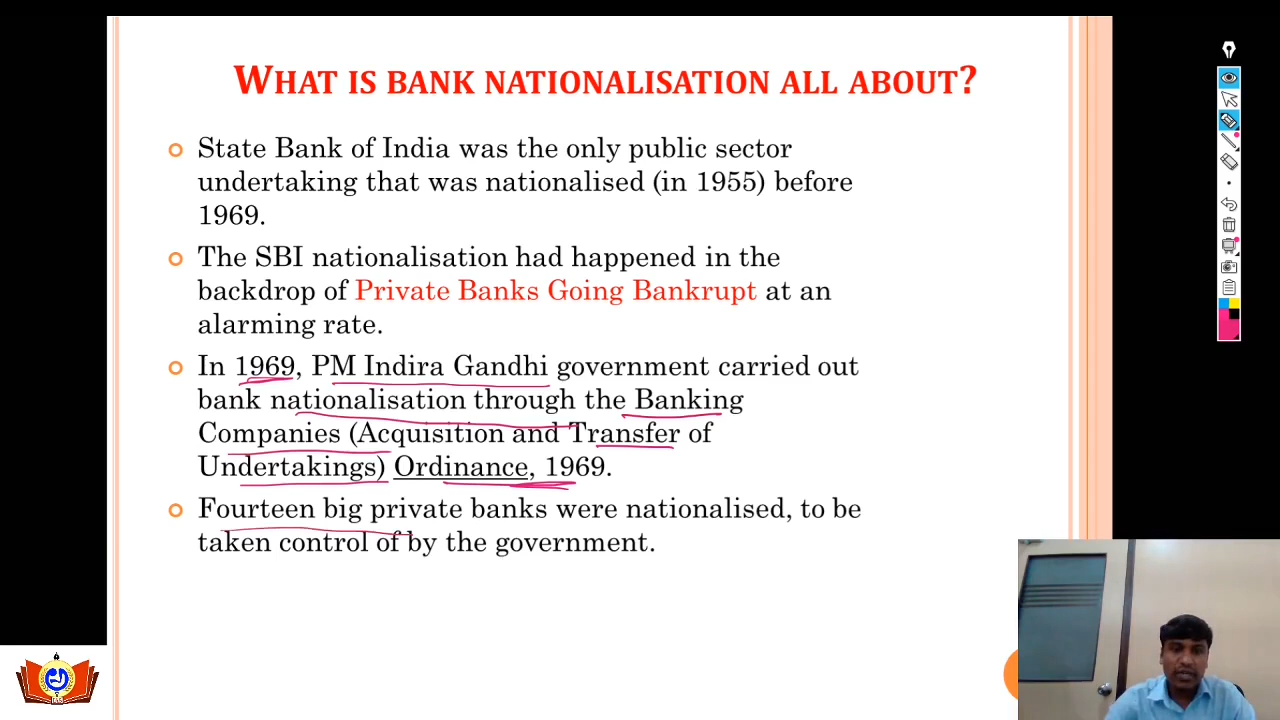 WHAT IS BANK NATIONALISATION ALL ABOUT?
State Bank of India was the only public sector
undertaking that was nationalised (in 1955) before
1969.
The SBI nationalisation had happened in the
backdrop of Private Banks Going Bankrupt at an
alarming rate.
In 1969, PM Indira Gandhi government carried out
bank nationalisation through the Banking
Companies (Acquisition and Transfer of
Undertakings) Ordinance, 1969.
Fourteen big private banks were nationalised, to be
taken control of by the government.